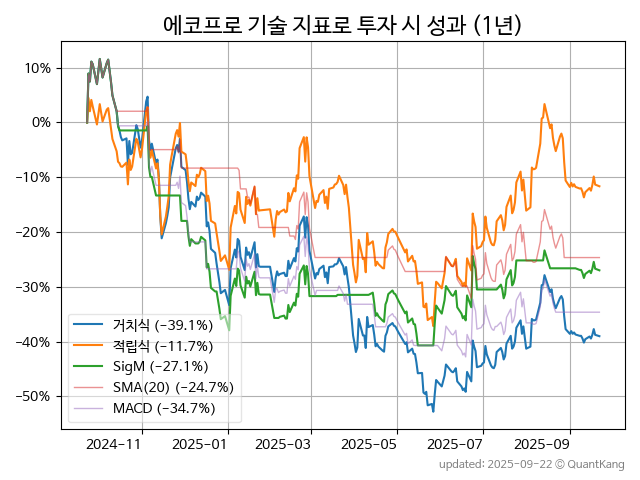 에코프로 기술 지표로 투자 시 성과 (1년)
10%
0%
−10%
−20%
−30%
−40%
−50%
거치식 (−39.1%)
적립식 (−11.7%)
SigM (−27.1%)
SMA(20) (−24.7%)
MACD (−34.7%)
2024-11 2025-01 2025-03 2025-05 2025-07 2025-09
updated: 2025-09-22 © QuantKang